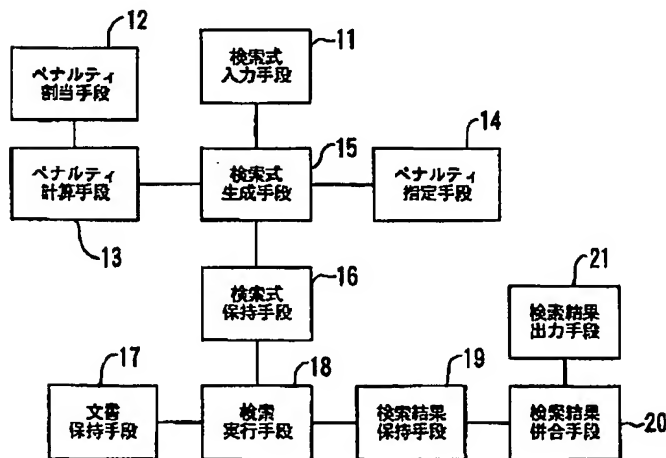 12
ペナルティ
割当手段
11
検索式
入力手段
14
15
ペナルティ
計算手段
検索式
生成手段
ペナルティ
指定手段
13
16
検索式
保持手段
21
検索結果
出力手段
17
18
19
文書
保持手段
検索
実行手段
検索結果
保持手段
検索結果
併合手段
20